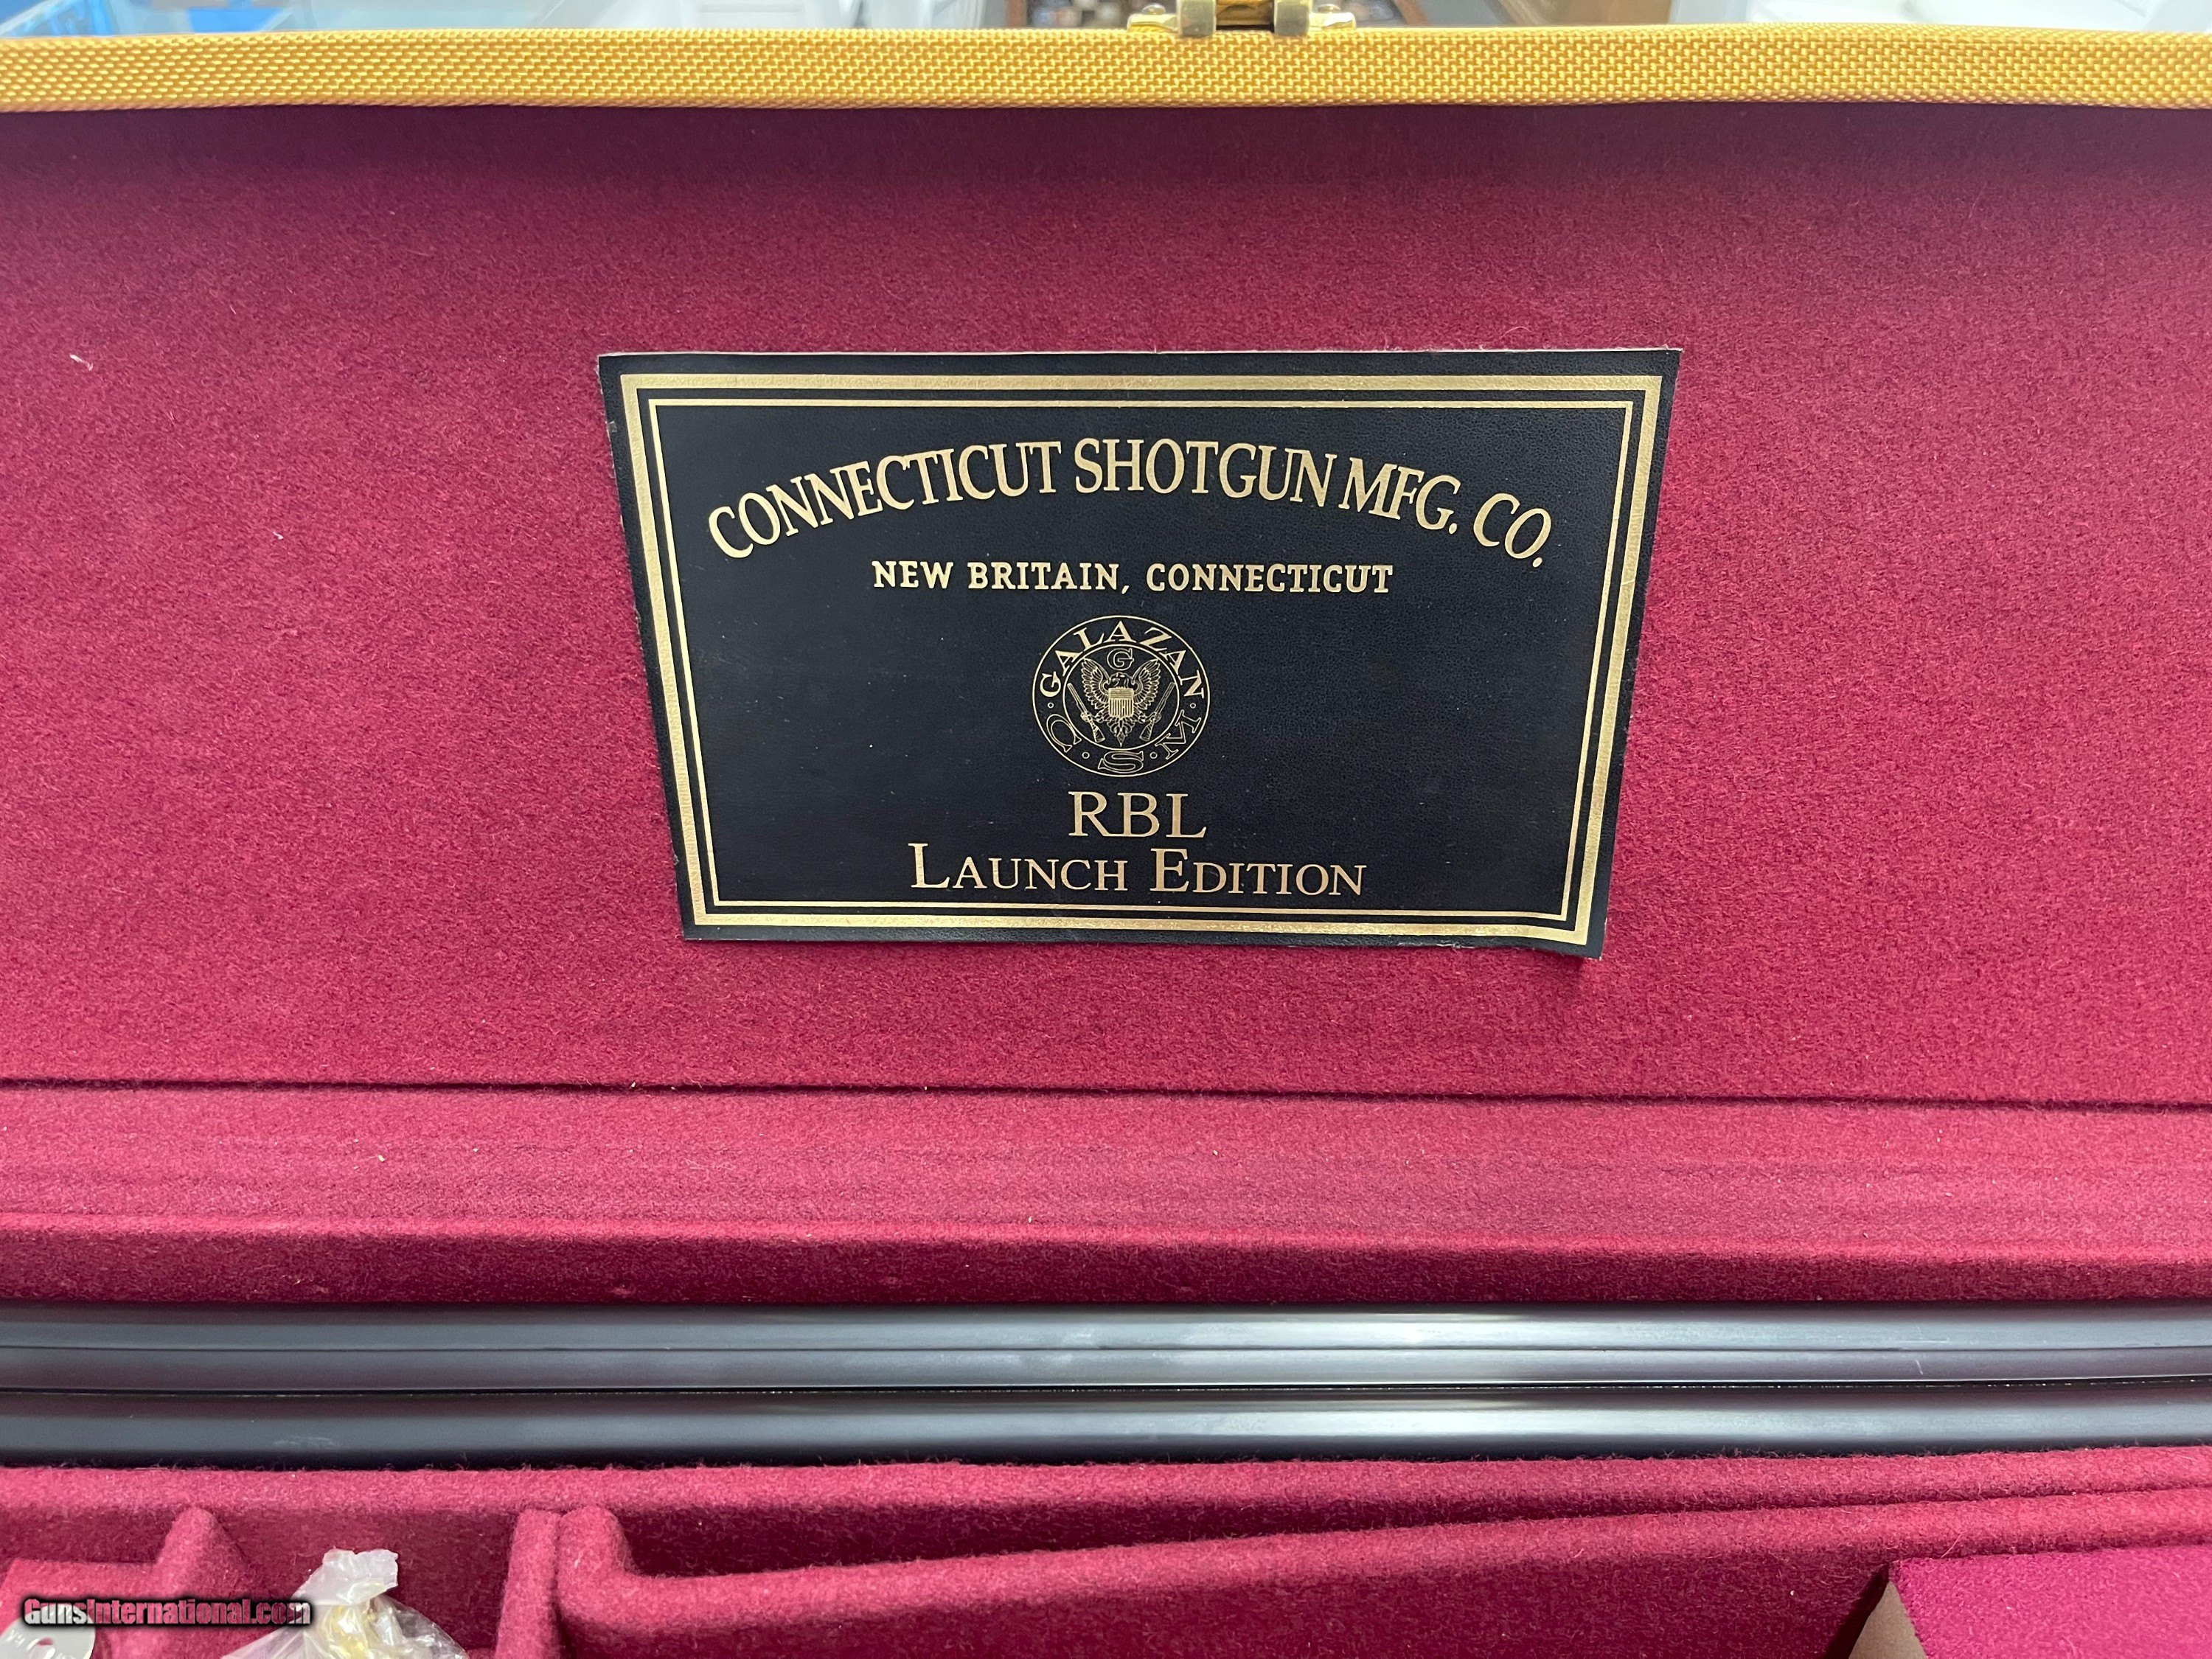 CONNECTICUT SHOTGUN MFG. CO.
NEW BRITAIN, CONNECTICUT
GALAZAN
G
C · S · M
RBL
LAUNCH EDITION
GunsInternational.com